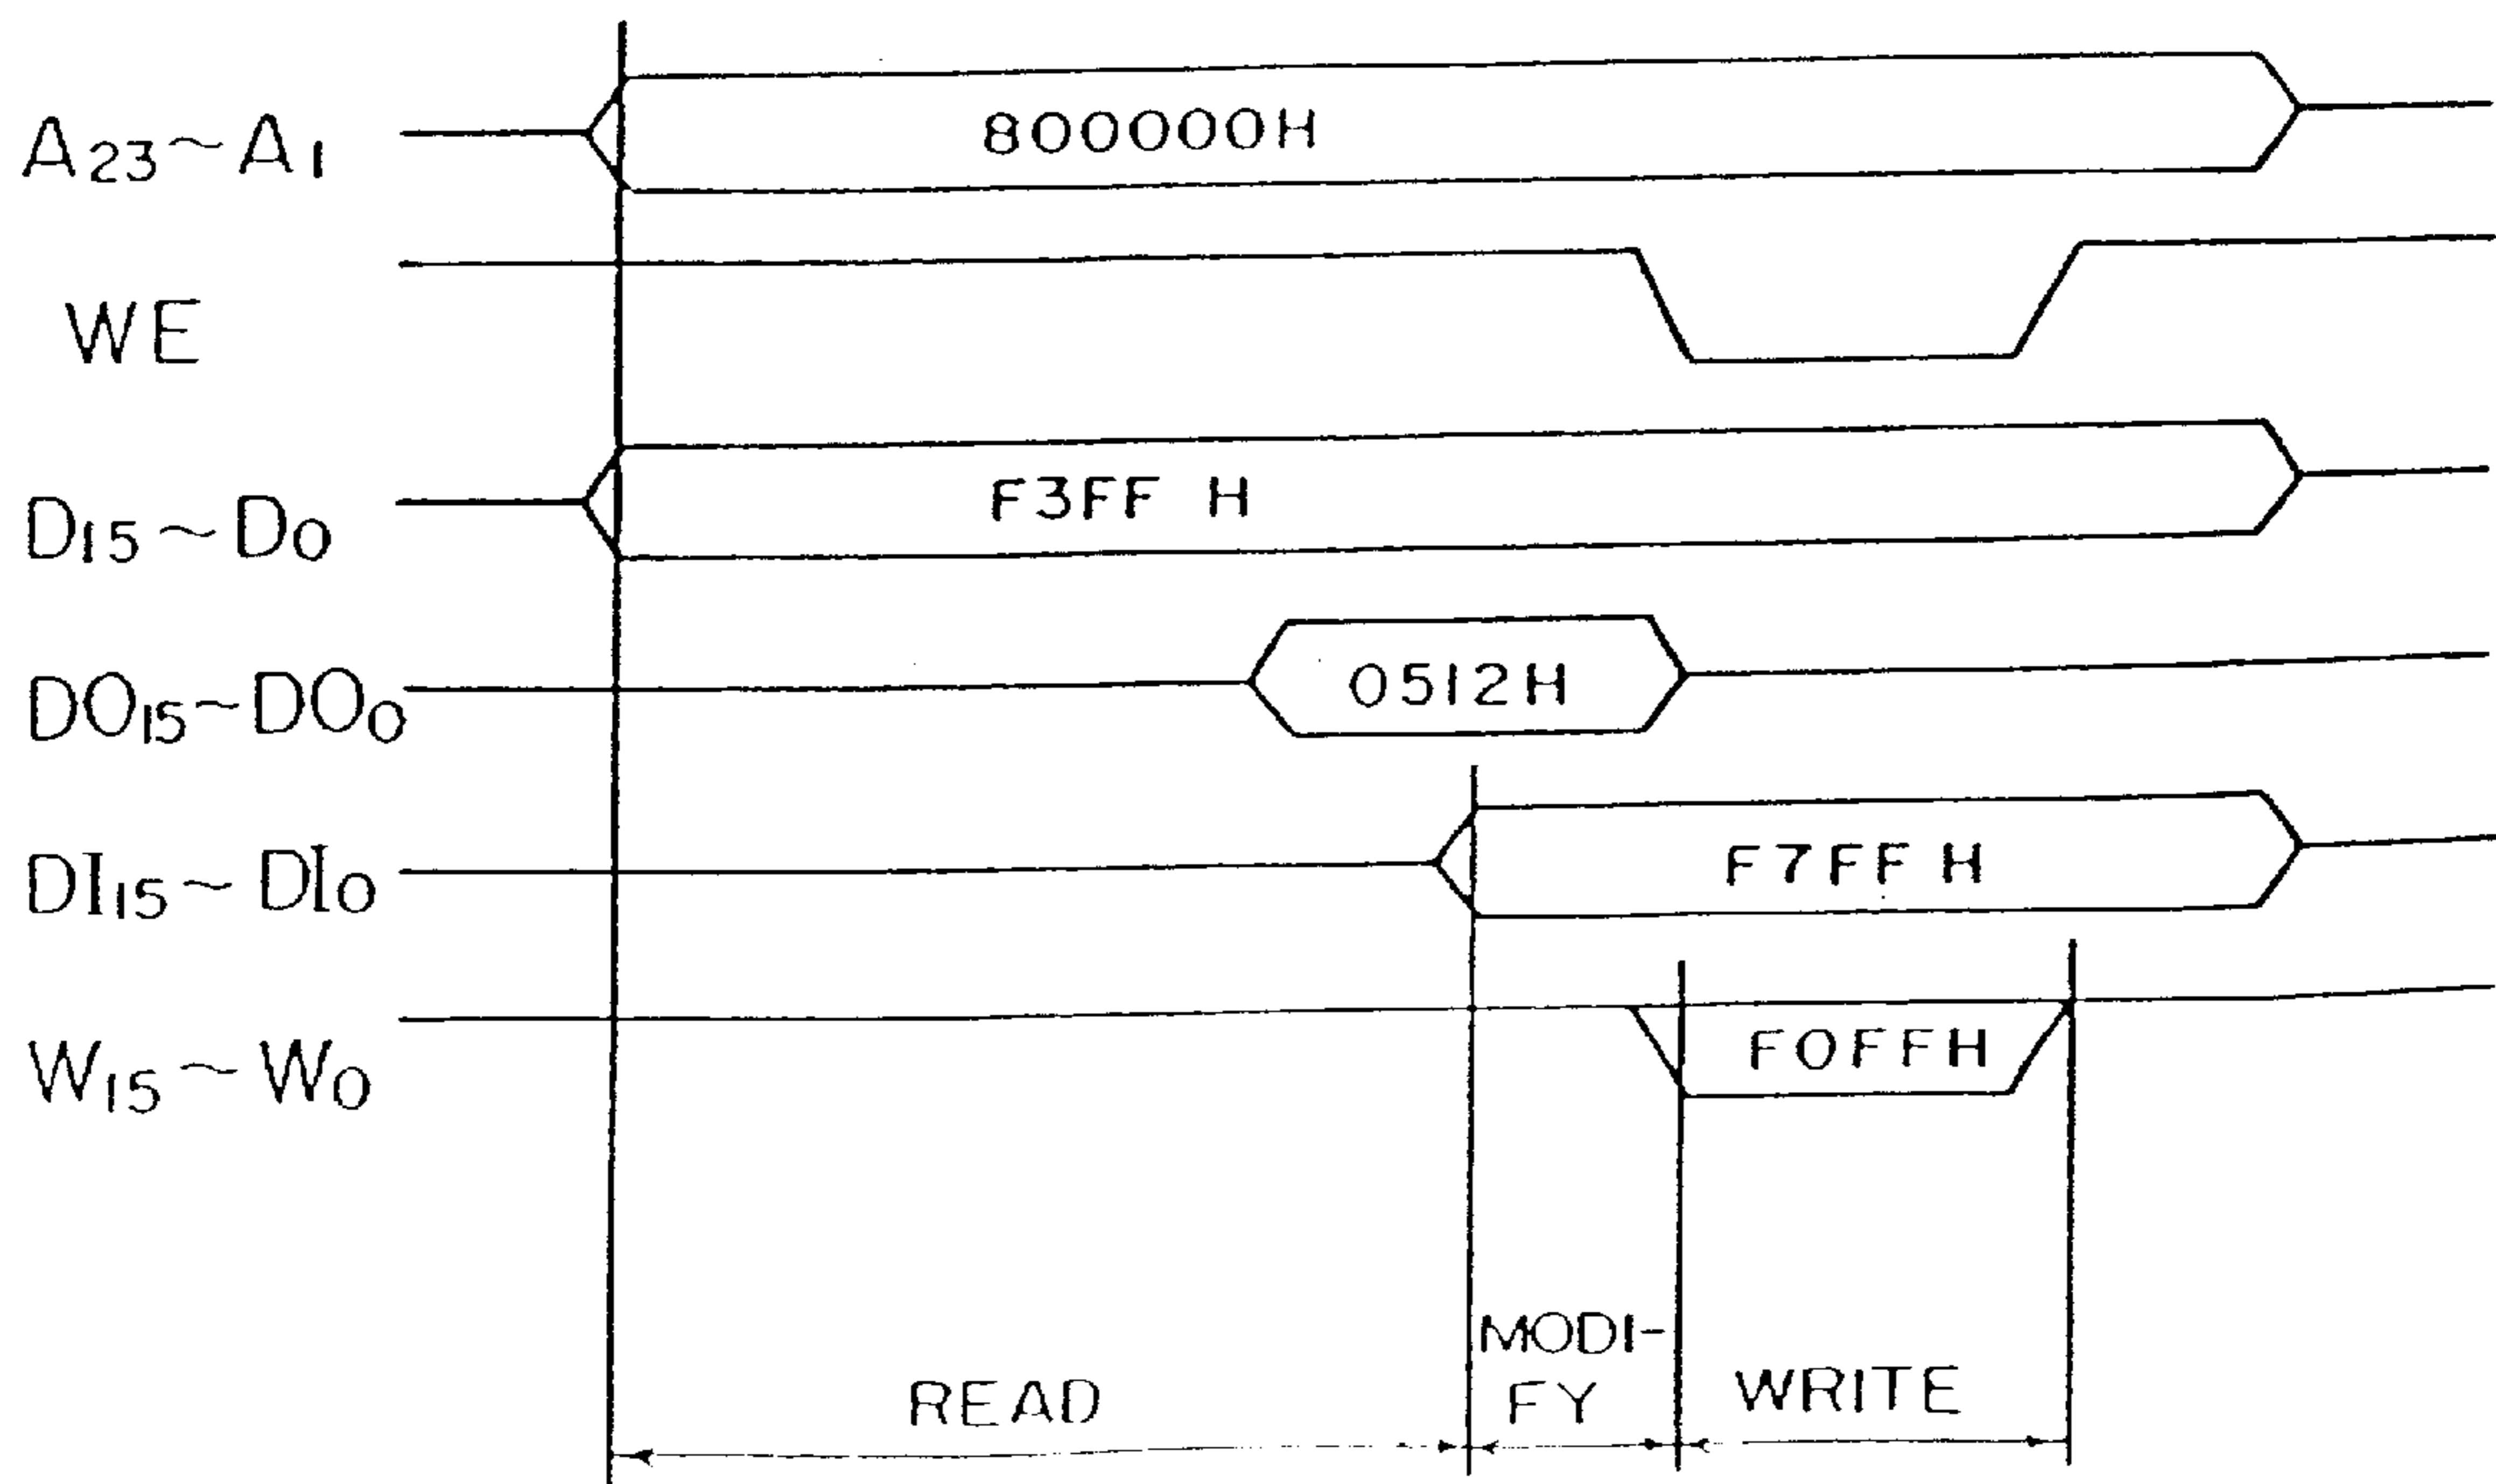 A23~A1 800000H
WE
D15~D0 F3FF H
DO15~DO0 0512H
DI15~DI0 F7FF H
W15~W0 F0FFH
MODI-
READ FY WRITE